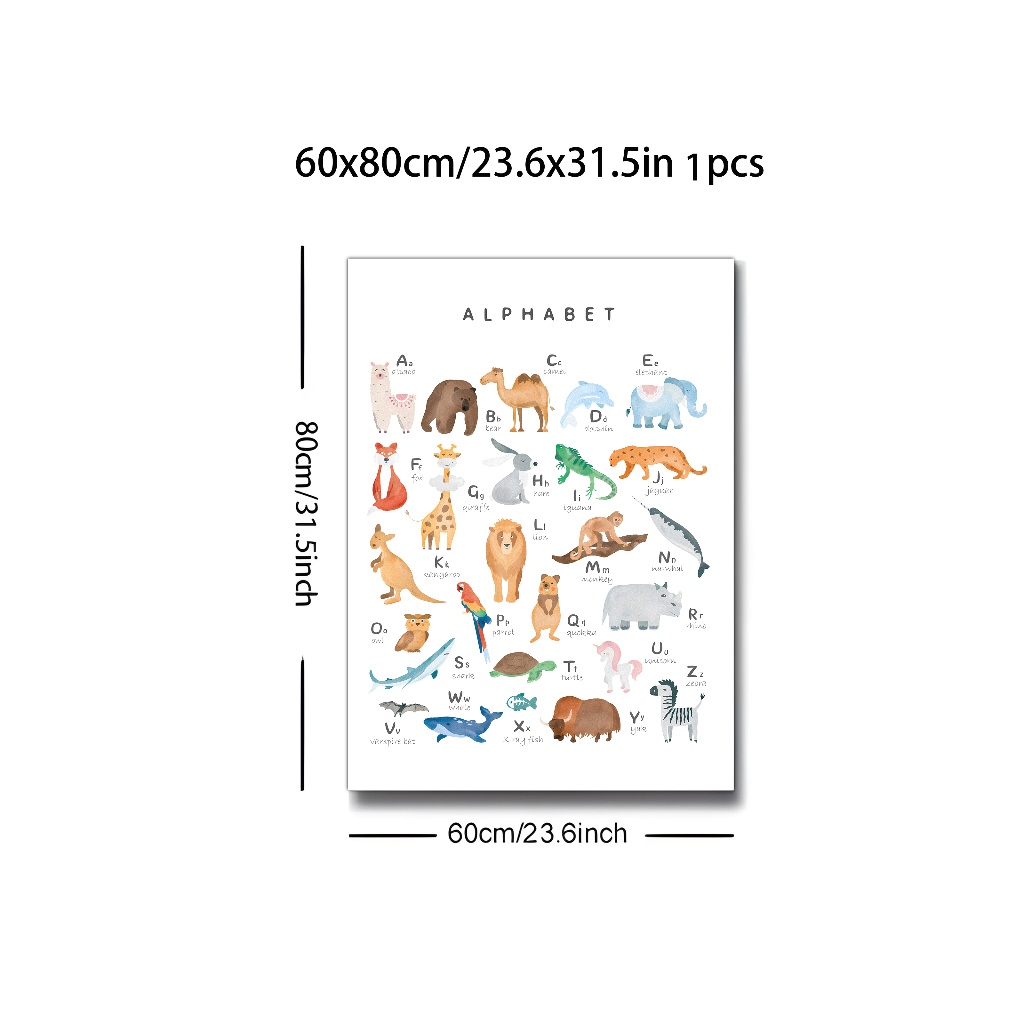 60x80cm/23.6x31.5in 1pcs
80cm/31.5inch
ALPHABET
Aa
alpaca
Bb
bear
Cc
camel
Dd
dolphin
Ee
elephant
Ff
fox
Gg
giraffe
Hh
hare
Ii
iguana
Jj
jaguar
Kk
kangaroo
Ll
lion
Mm
monkey
Nn
narwhal
Oo
owl
Pp
parrot
Qq
quokka
Rr
rhino
Ss
shark
Tt
turtle
Uu
unicorn
Vv
vampire bat
Ww
whale
Xx
x-ray fish
Yy
yak
Zz
zebra
60cm/23.6inch